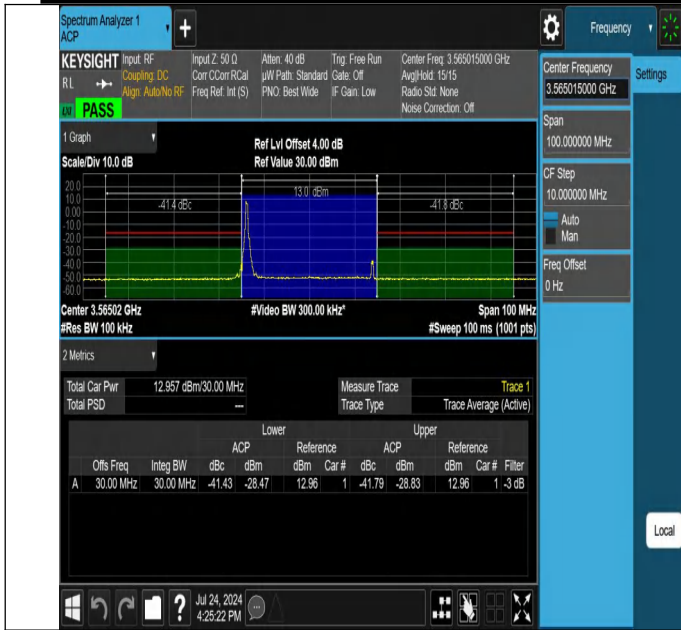 Spectrum Analyzer 1
ACP
+
Frequency
KEYSIGHT
Input: RF
Coupling: DC
Align: Auto/No RF
Input Z: 50 Ω
Corr CCorr RCal
Freq Ref: Int (S)
Atten: 40 dB
µW Path: Standard
PNO: Best Wide
Trig: Free Run
Gate: Off
IF Gain: Low
Center Freq: 3.565015000 GHz
Avg|Hold: 15/15
Radio Std: None
Noise Correction: Off
RL
LXI
PASS
Center Frequency
3.565015000 GHz
Settings
Span
100.000000 MHz
CF Step
10.000000 MHz
Auto
Man
Freq Offset
0 Hz
1 Graph
Scale/Div 10.0 dB
Ref Lvl Offset 4.00 dB
Ref Value 30.00 dBm
20.0
10.0
0.00
-10.0
-20.0
-30.0
-40.0
-50.0
-60.0
-41.4 dBc
13.0 dBm
-41.8 dBc
Center 3.56502 GHz
#Video BW 300.00 kHz*
Span 100 MHz
#Res BW 100 kHz
#Sweep 100 ms (1001 pts)
2 Metrics
Total Car Pwr 12.957 dBm/30.00 MHz
Total PSD ---
Measure Trace Trace 1
Trace Type Trace Average (Active)
Lower Upper
ACP Reference ACP Reference
Offs Freq Integ BW dBc dBm dBm Car # dBc dBm dBm Car # Filter
A 30.00 MHz 30.00 MHz -41.43 -28.47 12.96 1 -41.79 -28.83 12.96 1 -3 dB
Local
?
Jul 24, 2024
4:25:22 PM